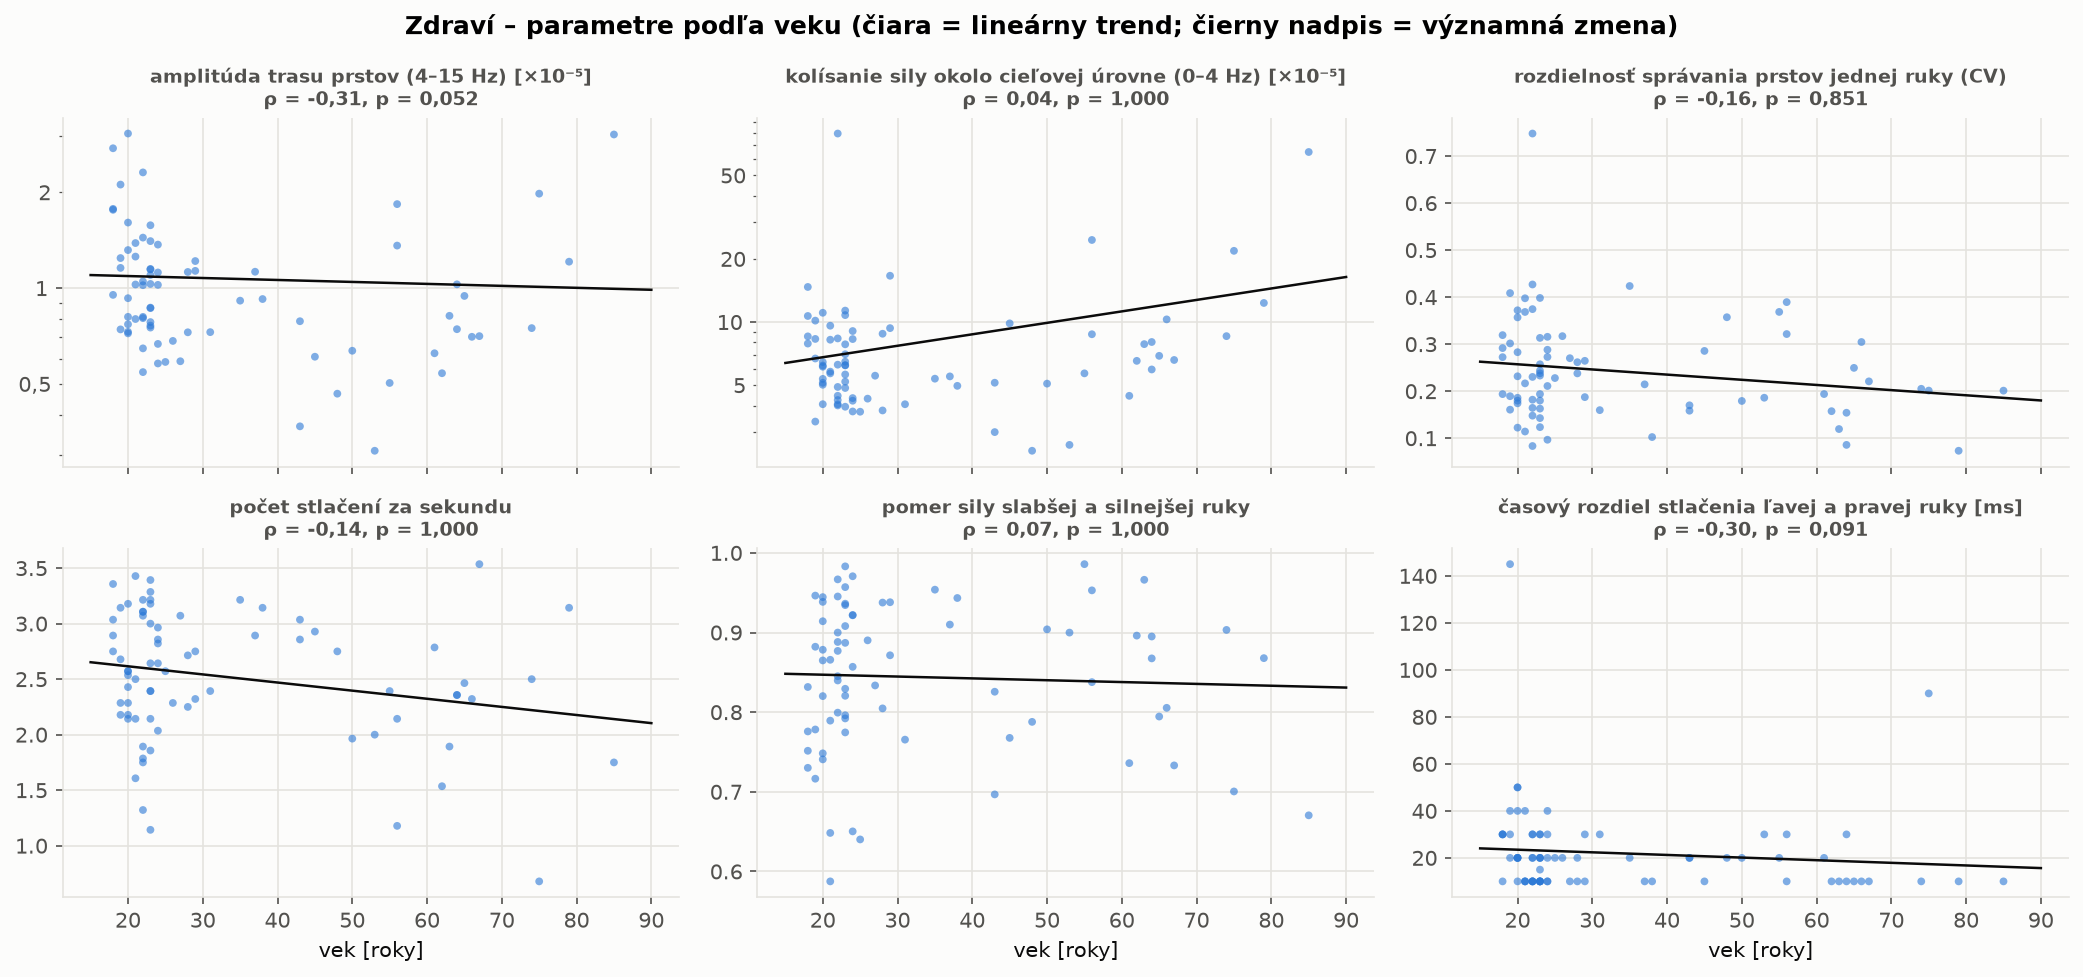 Zdraví – parametre podľa veku (čiara = lineárny trend; čierny nadpis = významná zmena)
amplitúda trasu prstov (4–15 Hz) [×10⁻⁵]
ρ = -0,31, p = 0,052
kolísanie sily okolo cieľovej úrovne (0–4 Hz) [×10⁻⁵]
ρ = 0,04, p = 1,000
rozdielnosť správania prstov jednej ruky (CV)
ρ = -0,16, p = 0,851
2
1
0,5
50
20
10
5
0.7
0.6
0.5
0.4
0.3
0.2
0.1
počet stlačení za sekundu
ρ = -0,14, p = 1,000
pomer sily slabšej a silnejšej ruky
ρ = 0,07, p = 1,000
časový rozdiel stlačenia ľavej a pravej ruky [ms]
ρ = -0,30, p = 0,091
3.5
3.0
2.5
2.0
1.5
1.0
1.0
0.9
0.8
0.7
0.6
140
120
100
80
60
40
20
20 30 40 50 60 70 80 90
20 30 40 50 60 70 80 90
20 30 40 50 60 70 80 90
vek [roky]
vek [roky]
vek [roky]